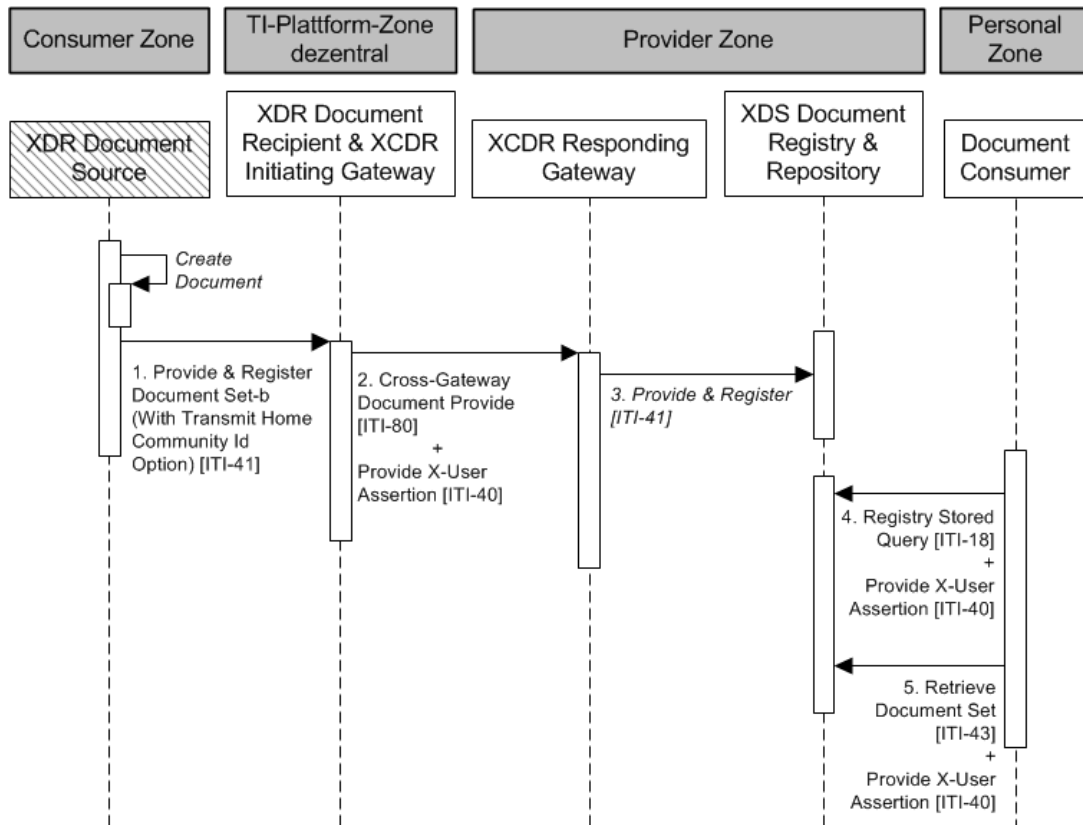 Consumer Zone
TI-Plattform-Zone
dezentral
Provider Zone
Personal
Zone
XDR Document
Source
XDR Document
Recipient & XCDR
Initiating Gateway
XCDR Responding
Gateway
XDS Document
Registry &
Repository
Document
Consumer
Create
Document
1. Provide & Register
Document Set-b
(With Transmit Home
Community Id
Option) [ITI-41]
2. Cross-Gateway
Document Provide
[ITI-80]
+
Provide X-User
Assertion [ITI-40]
3. Provide & Register
[ITI-41]
4. Registry Stored
Query [ITI-18]
+
Provide X-User
Assertion [ITI-40]
5. Retrieve
Document Set
[ITI-43]
+
Provide X-User
Assertion [ITI-40]